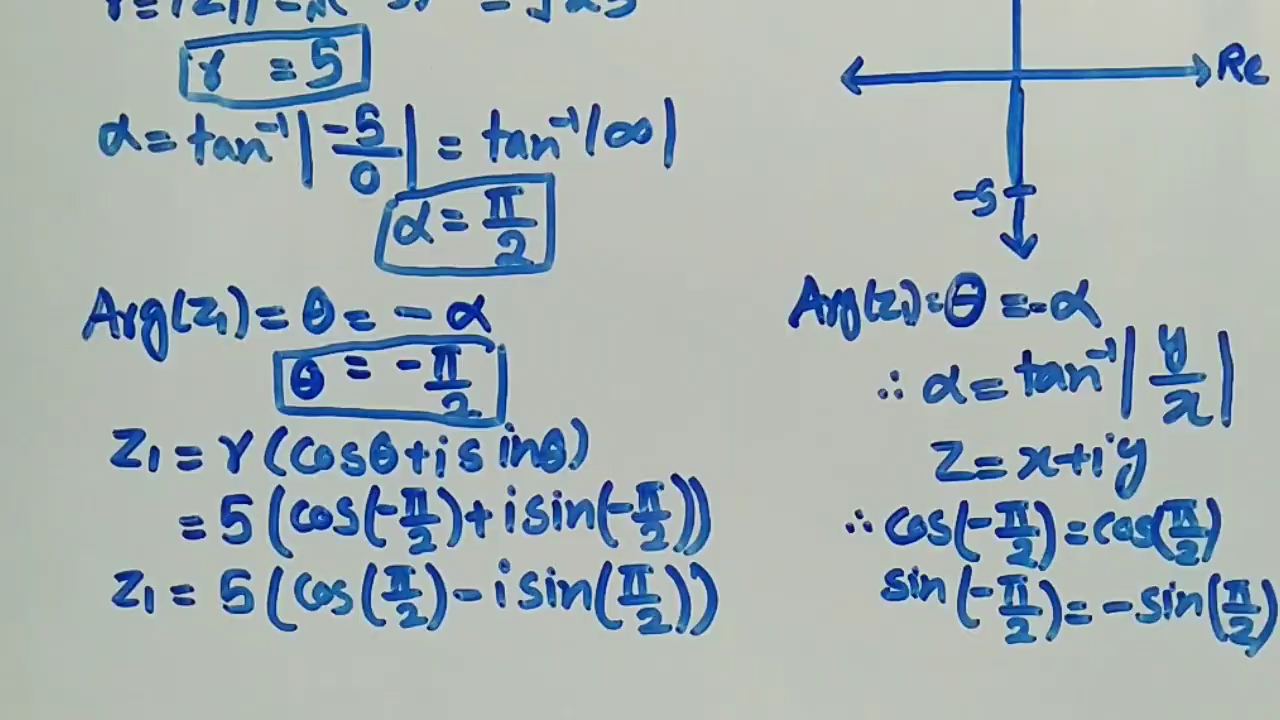 r = 5
α = tan⁻¹|-5/0| = tan⁻¹|∞|
α = π/2
Arg(z₁) = θ = - α
θ = -π/2
z₁ = r (cosθ + i sinθ)
= 5 (cos(-π/2) + i sin(-π/2))
z₁ = 5 (cos(π/2) - i sin(π/2))
Re
-5
Arg(z₁) = θ = -α
∴ α = tan⁻¹|y/x|
z = x + iy
∴ cos(-π/2) = cos(π/2)
sin(-π/2) = - sin(π/2)